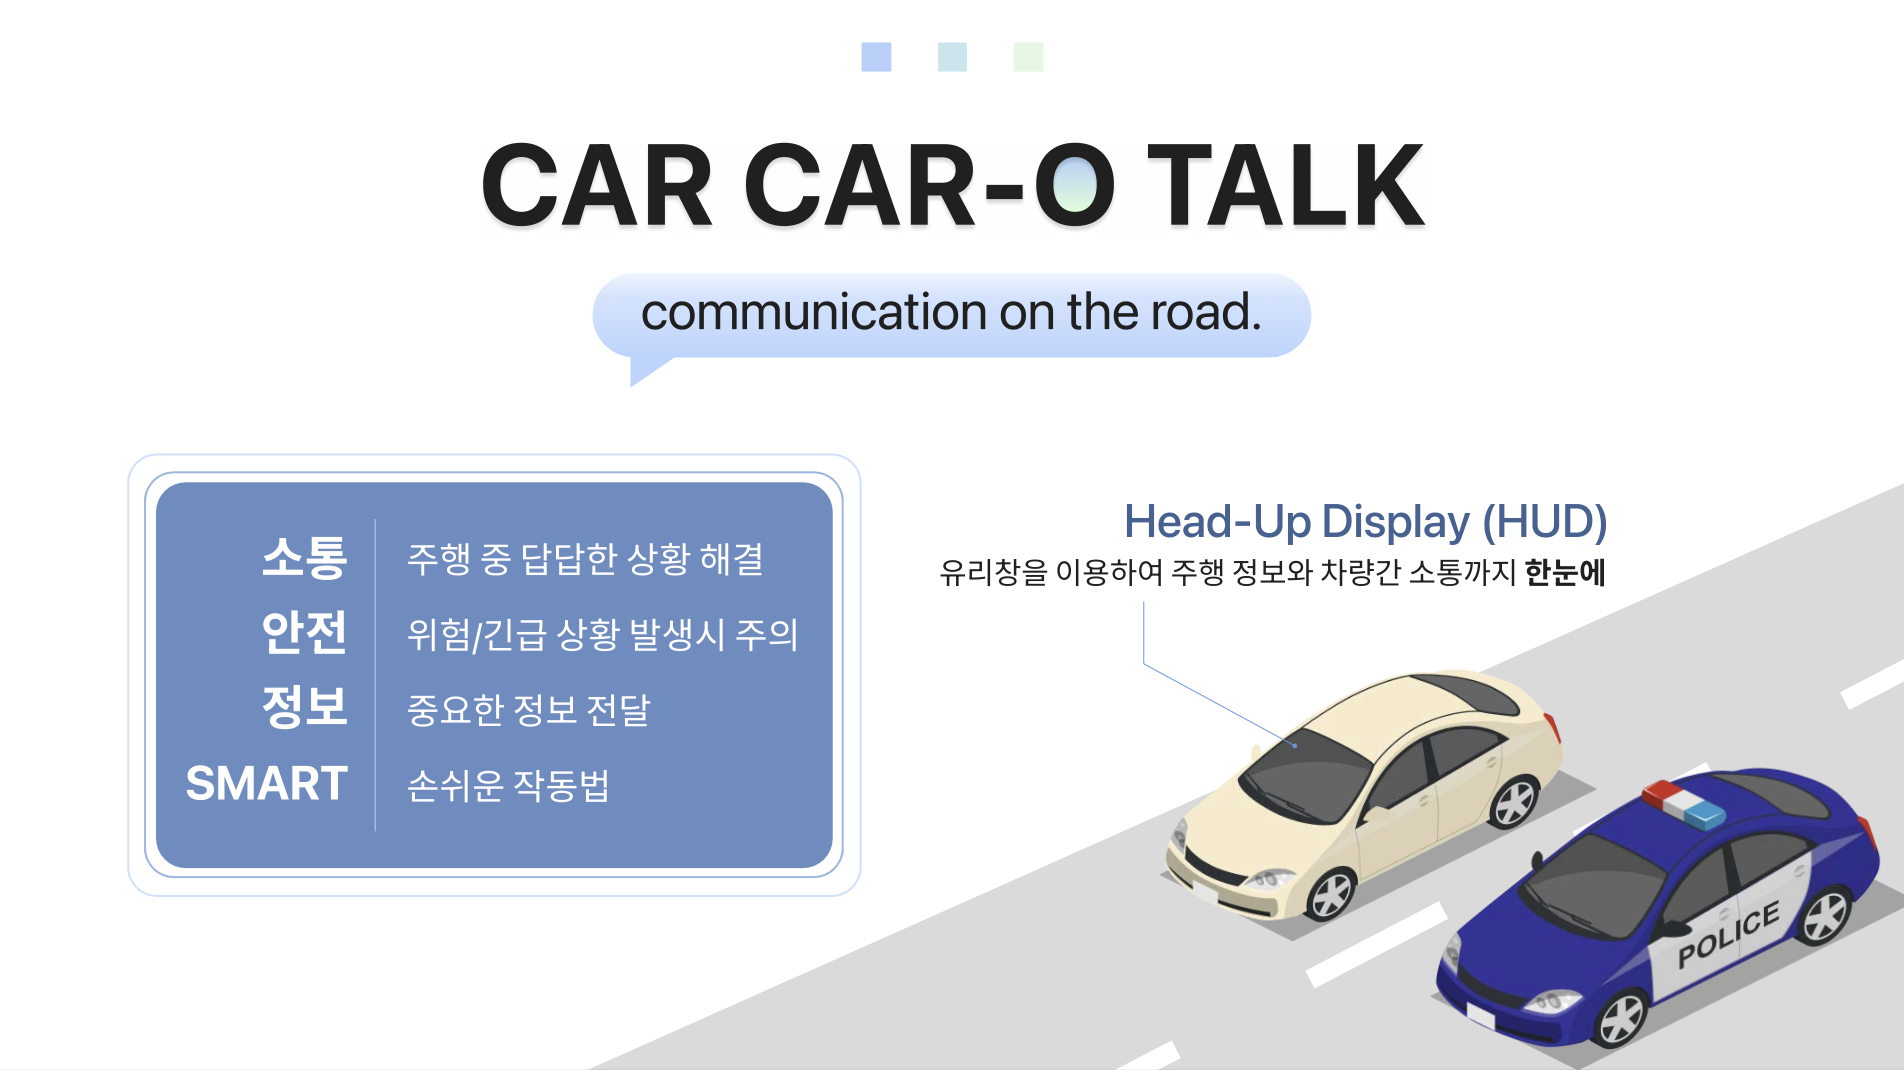 CAR CAR-O TALK
communication on the road.
소통 주행 중 답답한 상황 해결
안전 위험/긴급 상황 발생시 주의
정보 중요한 정보 전달
SMART 손쉬운 작동법
Head-Up Display (HUD)
유리창을 이용하여 주행 정보와 차량간 소통까지 한눈에
POLICE